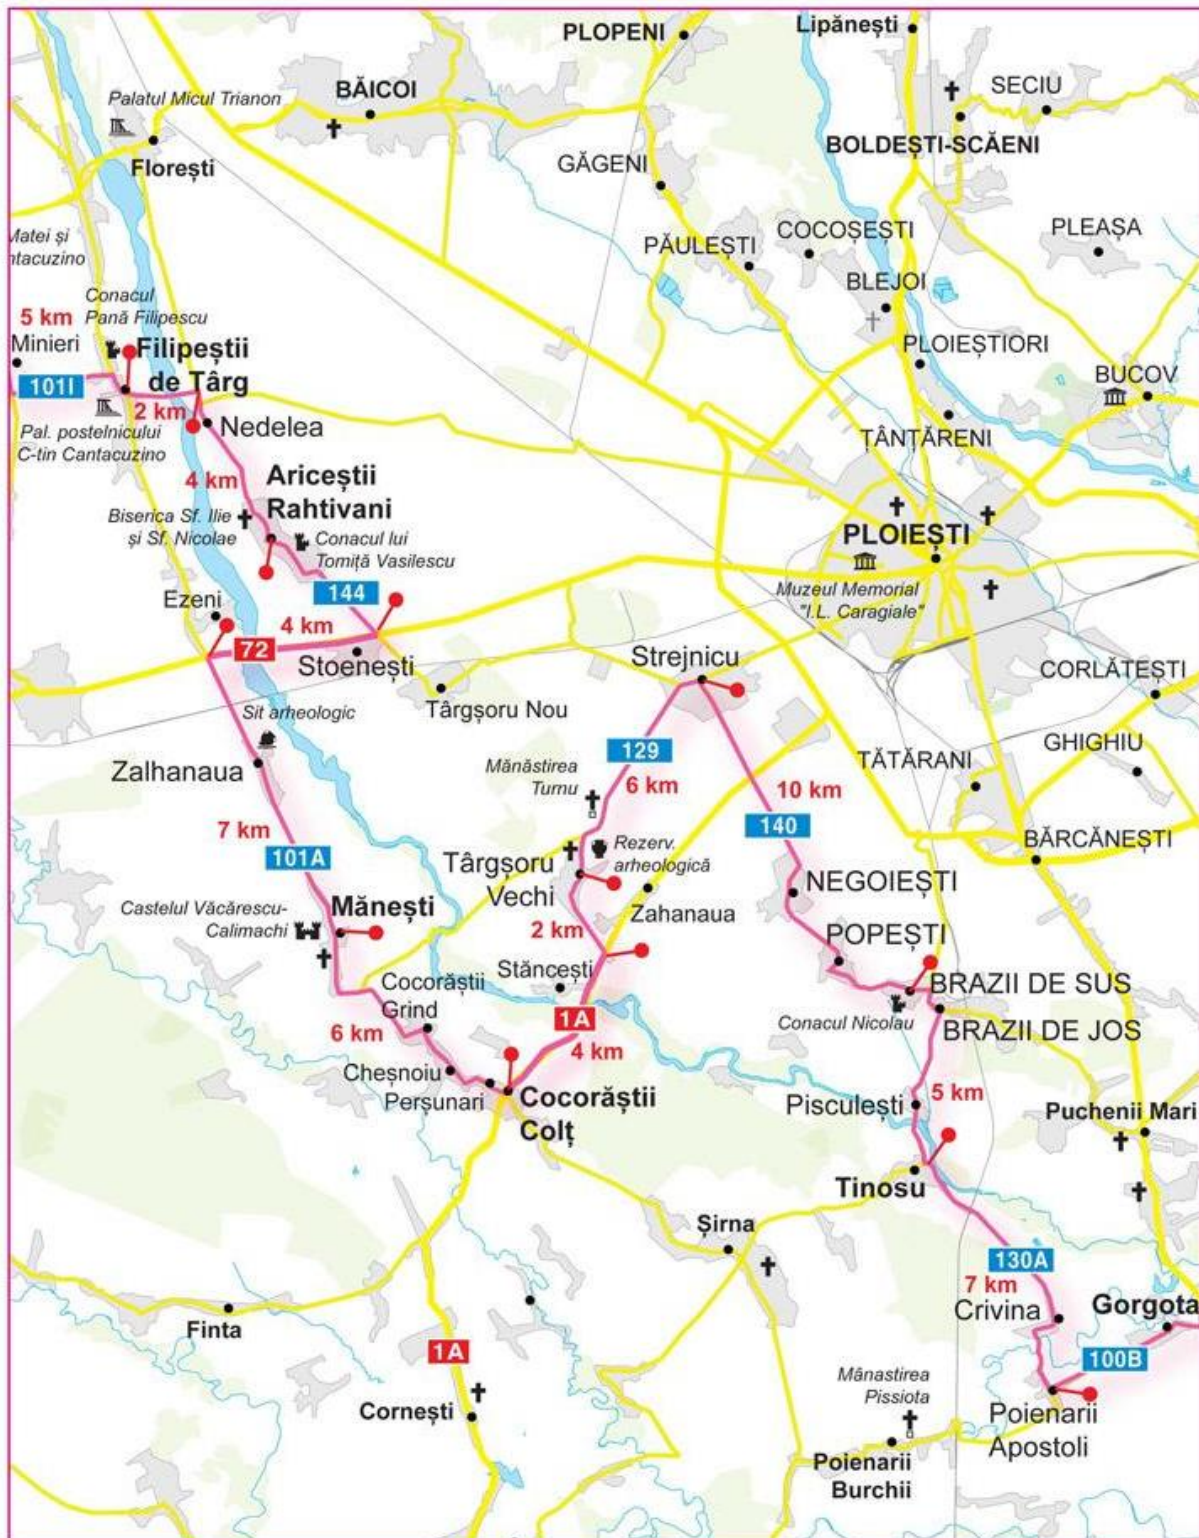 PLOPENI
Lipănești
BĂICOI
SECIU
Palatul Micul Trianon
Florești
BOLDEȘTI-SCĂENI
GĂGENI
COCOȘEȘTI
PLEAȘA
PĂULEȘTI
Matei și
ntacuzino
BLEJOI
Conacul
Pană Filipescu
5 km
Minieri
Filipeștii
de Târg
101I
2 km
PLOIEȘTIORI
BUCOV
Pal. postelnicului
C-tin Cantacuzino
Nedelea
TÂNȚĂRENI
4 km
Ariceștii
Rahtivani
Biserica Sf. Ilie
și Sf. Nicolae
Conacul lui
Tomiță Vasilescu
PLOIEȘTI
Muzeul Memorial
"I.L. Caragiale"
144
Ezeni
4 km
72
Stoenești
Strejnicu
CORLĂTEȘTI
Târgșoru Nou
Sit arheologic
129
GHIGHIU
Zalhanaua
Mănăstirea
Turnu
6 km
10 km
TĂTĂRANI
7 km
140
101A
Rezerv.
arheologică
BĂRCĂNEȘTI
Târgșoru
Vechi
NEGOIEȘTI
Castelul Văcărescu-
Calimachi
Mănești
Zahanaua
2 km
POPEȘTI
Stăncești
Cocorăștii
Grind
BRAZII DE SUS
Conacul Nicolau
BRAZII DE JOS
1A
6 km
4 km
Cheșnoiu
Perșunari
Cocorăștii
Colț
Pisculești
5 km
Puchenii Mari
Tinosu
Șirna
130A
7 km
Crivina
Gorgota
Finta
1A
100B
Mânastirea
Pissiota
Cornești
Poienarii
Apostoli
Poienarii
Burchii